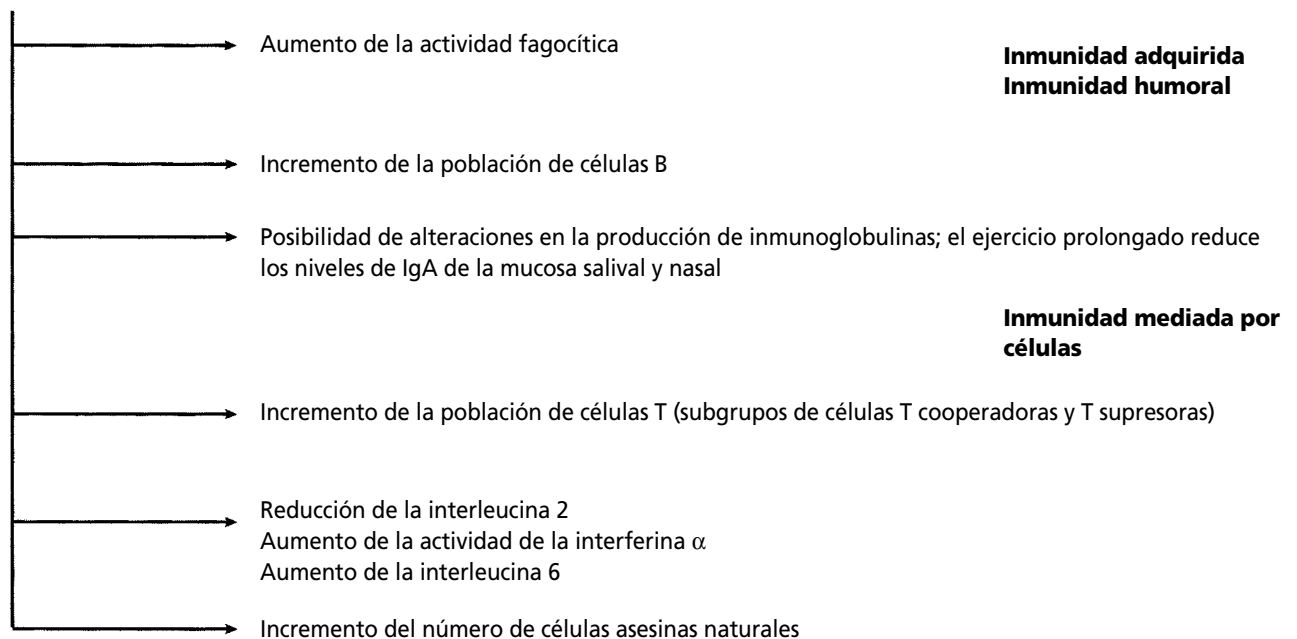 Aumento de la actividad fagocítica
Inmunidad adquirida
Inmunidad humoral
Incremento de la población de células B
Posibilidad de alteraciones en la producción de inmunoglobulinas; el ejercicio prolongado reduce
los niveles de IgA de la mucosa salival y nasal
Inmunidad mediada por
células
Incremento de la población de células T (subgrupos de células T cooperadoras y T supresoras)
Reducción de la interleucina 2
Aumento de la actividad de la interferina α
Aumento de la interleucina 6
Incremento del número de células asesinas naturales